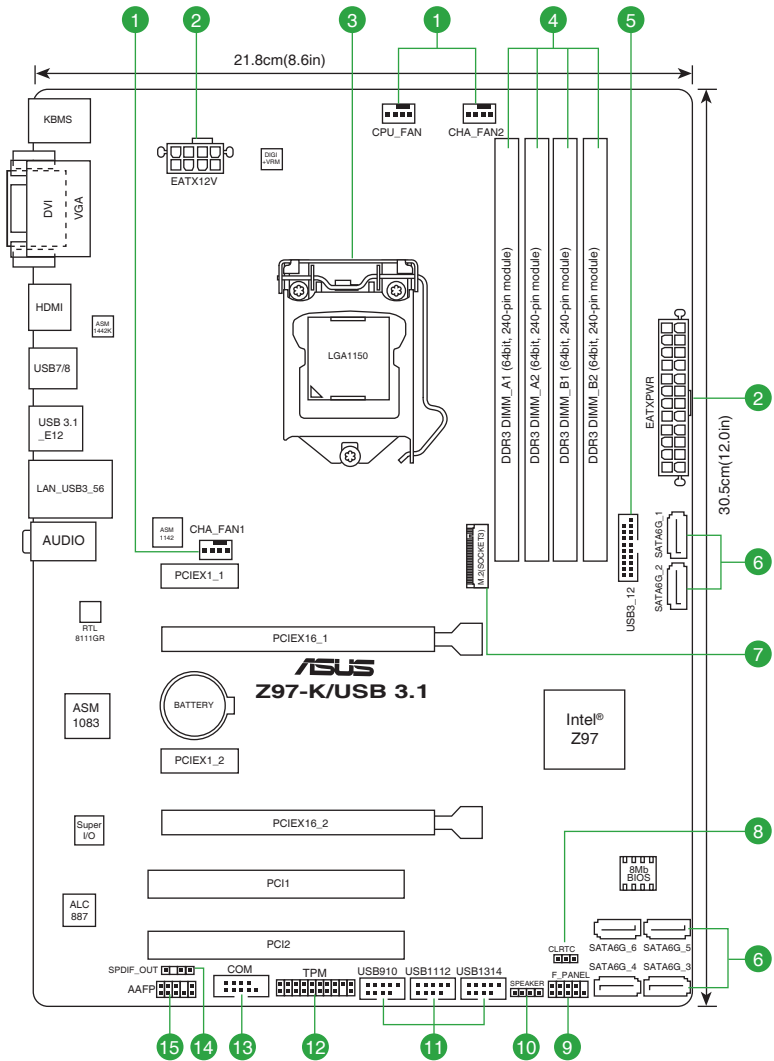 1
2
3
1
4
5
21.8cm(8.6in)
KBMS
CPU_FAN
CHA_FAN2
DIGI
+VRM
EATX12V
DVI
VGA
HDMI
ASM
1442K
USB7/8
USB 3.1
_E12
LAN_USB3_56
AUDIO
LGA1150
DDR3 DIMM_A1 (64bit, 240-pin module)
DDR3 DIMM_A2 (64bit, 240-pin module)
DDR3 DIMM_B1 (64bit, 240-pin module)
DDR3 DIMM_B2 (64bit, 240-pin module)
EATXPWR
2
30.5cm(12.0in)
1
ASM
1142
CHA_FAN1
PCIEX1_1
M.2(SOCKET3)
USB3_12
SATA6G_1
SATA6G_2
6
RTL
8111GR
PCIEX16_1
7
ASUS
Z97-K/USB 3.1
ASM
1083
BATTERY
Intel®
Z97
PCIEX1_2
Super
I/O
PCIEX16_2
8
8Mb
BIOS
PCI1
ALC
887
PCI2
CLRTC
SATA6G_6
SATA6G_5
6
SPDIF_OUT
AAFP
COM
TPM
USB910
USB1112
USB1314
SPEAKER
F_PANEL
SATA6G_4
SATA6G_3
15
14
13
12
11
10
9